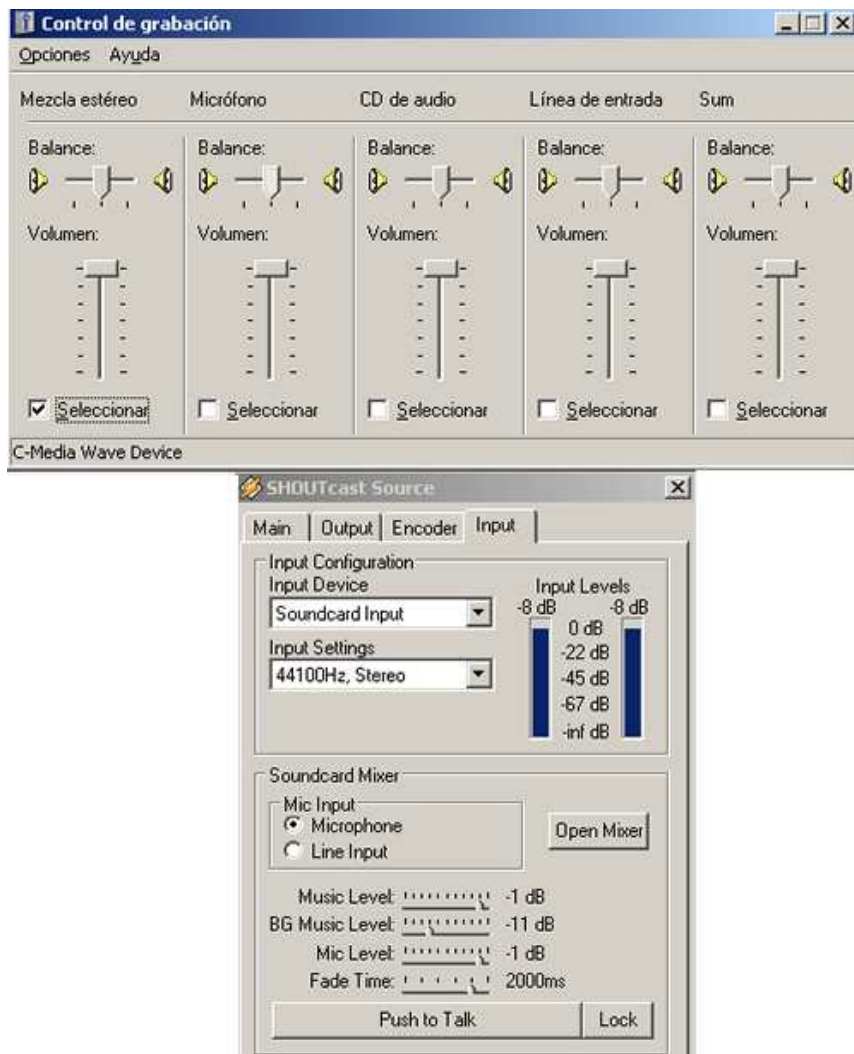 Control de grabación
Opciones Ayuda
Mezcla estéreo Micrófono CD de audio Línea de entrada Sum
Balance: Balance: Balance: Balance: Balance:
Volumen: Volumen: Volumen: Volumen: Volumen:
Seleccionar Seleccionar Seleccionar Seleccionar Seleccionar
C-Media Wave Device
SHOUTcast Source
Main Output Encoder Input
Input Configuration
Input Device Input Levels
Soundcard Input -8 dB -8 dB
0 dB
Input Settings -22 dB
44100Hz, Stereo -45 dB
-67 dB
-inf dB
Soundcard Mixer
Mic Input
Microphone Open Mixer
Line Input
Music Level: -1 dB
BG Music Level: -11 dB
Mic Level: -1 dB
Fade Time: 2000ms
Push to Talk Lock